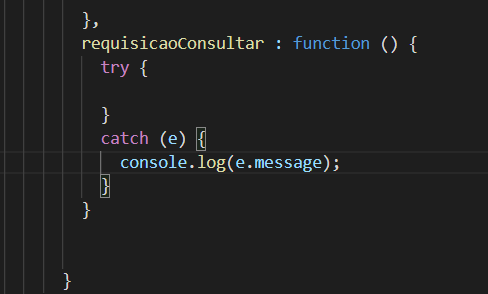 },
requisicaoConsultar : function () {
try {
}
catch (e) {
console.log(e.message);
}
}
}